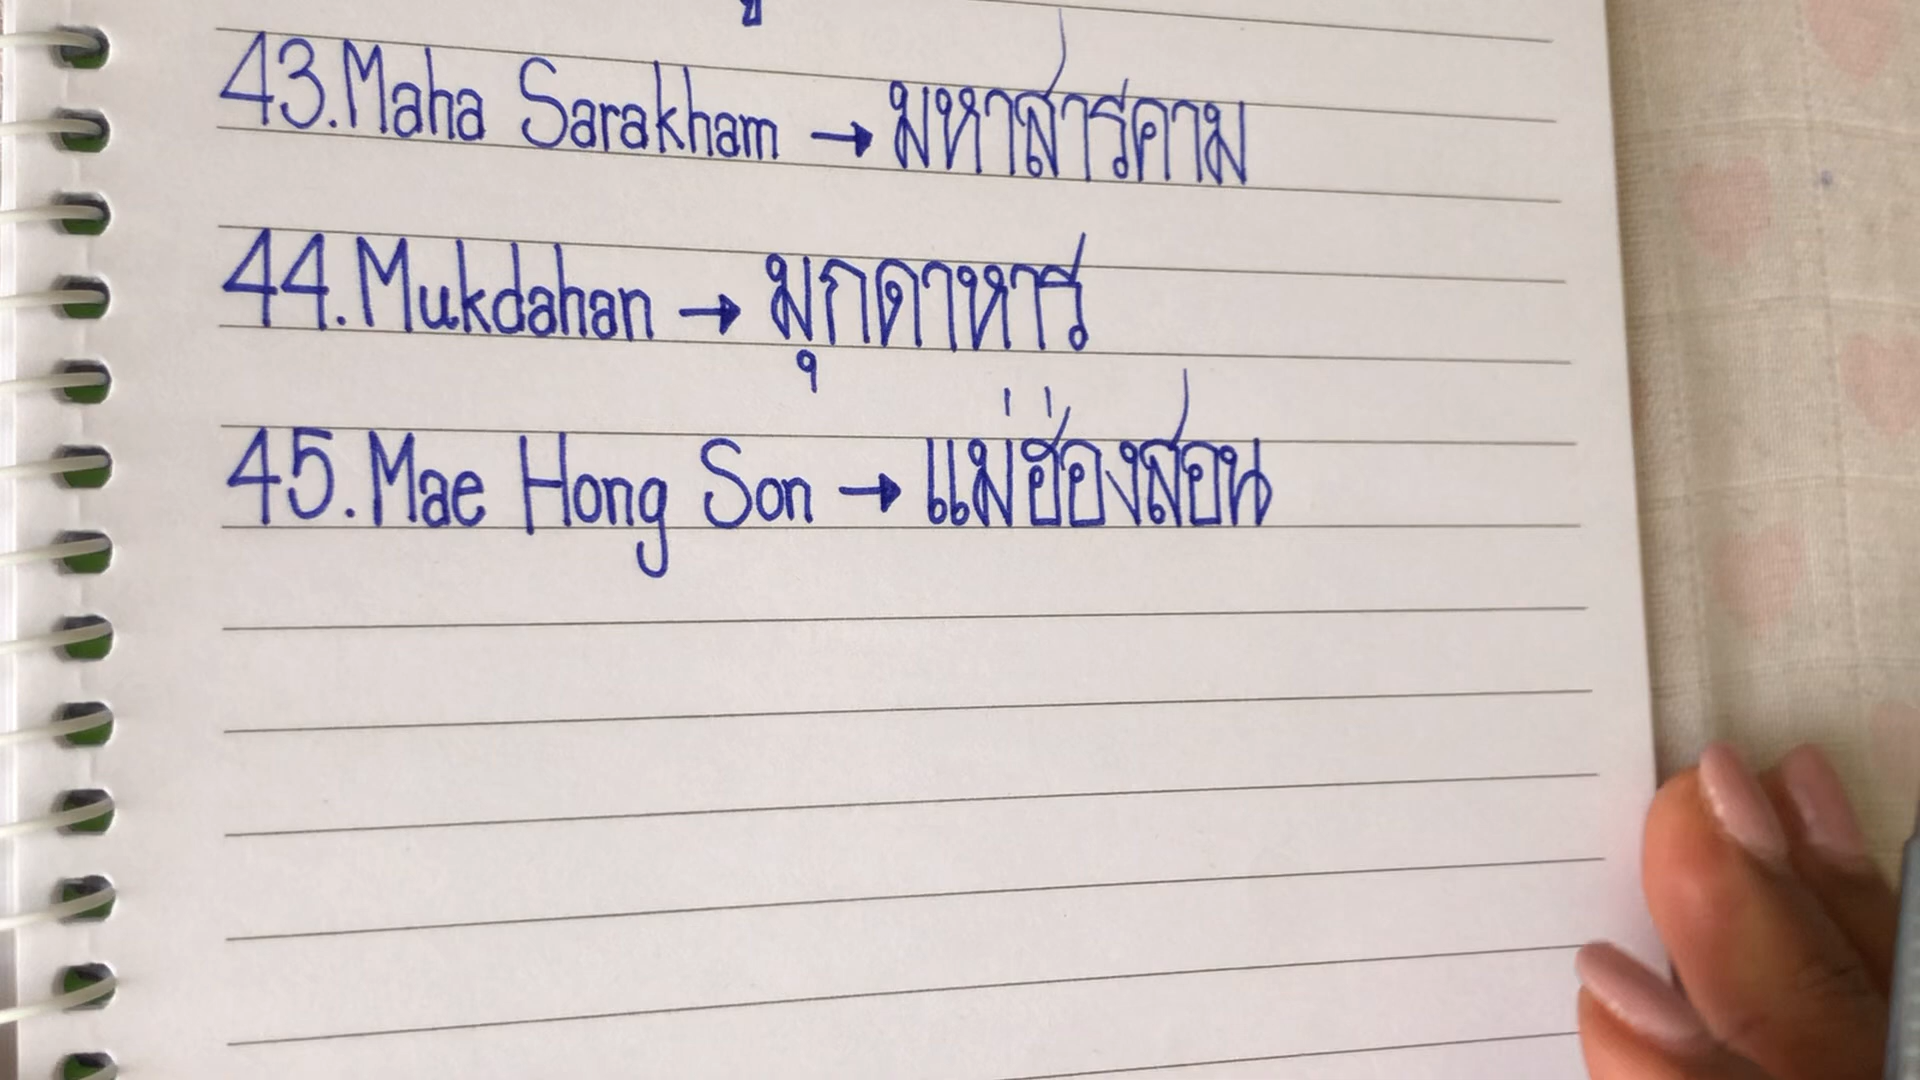 43.Maha Sarakham → มหาสารคาม
44.Mukdahan → มุกดาหาร
45.Mae Hong Son → แม่ฮ่องสอน